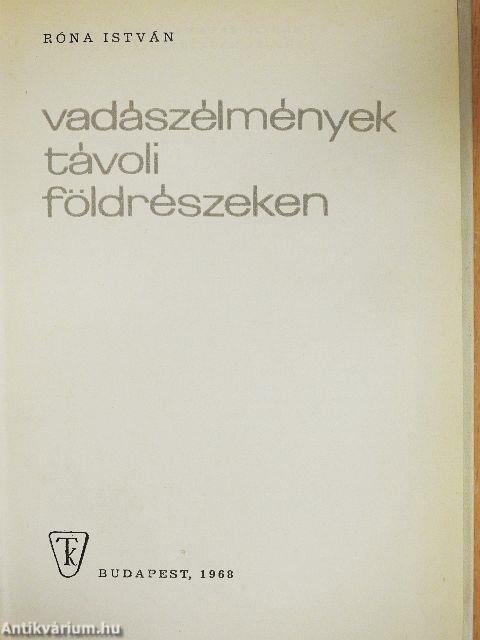 RÓNA ISTVÁN
vadászélmények
távoli
földrészeken
TK
BUDAPEST, 1968
Antikvárium.hu